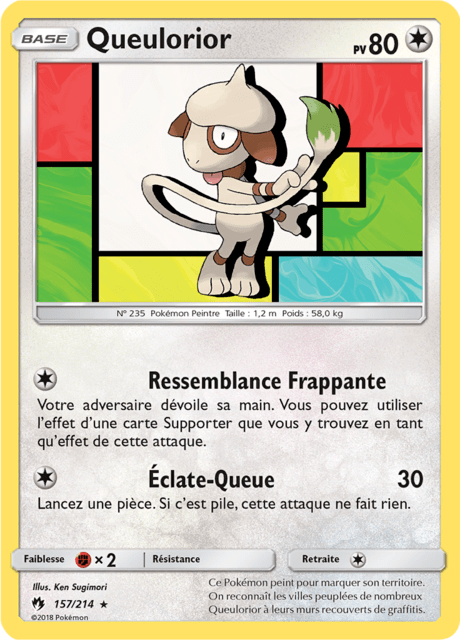 BASE Queulorior PV 80
N° 235 Pokémon Peintre Taille : 1,2 m Poids : 58,0 kg
Ressemblance Frappante
Votre adversaire dévoile sa main. Vous pouvez utiliser
l'effet d'une carte Supporter que vous y trouvez en tant
qu'effet de cette attaque.
Éclate-Queue 30
Lancez une pièce. Si c'est pile, cette attaque ne fait rien.
Faiblesse × 2 Résistance Retraite
Illus. Ken Sugimori
157/214 ★
©2018 Pokémon
Ce Pokémon peint pour marquer son territoire.
On reconnaît les villes peuplées de nombreux
Queulorior à leurs murs recouverts de graffitis.